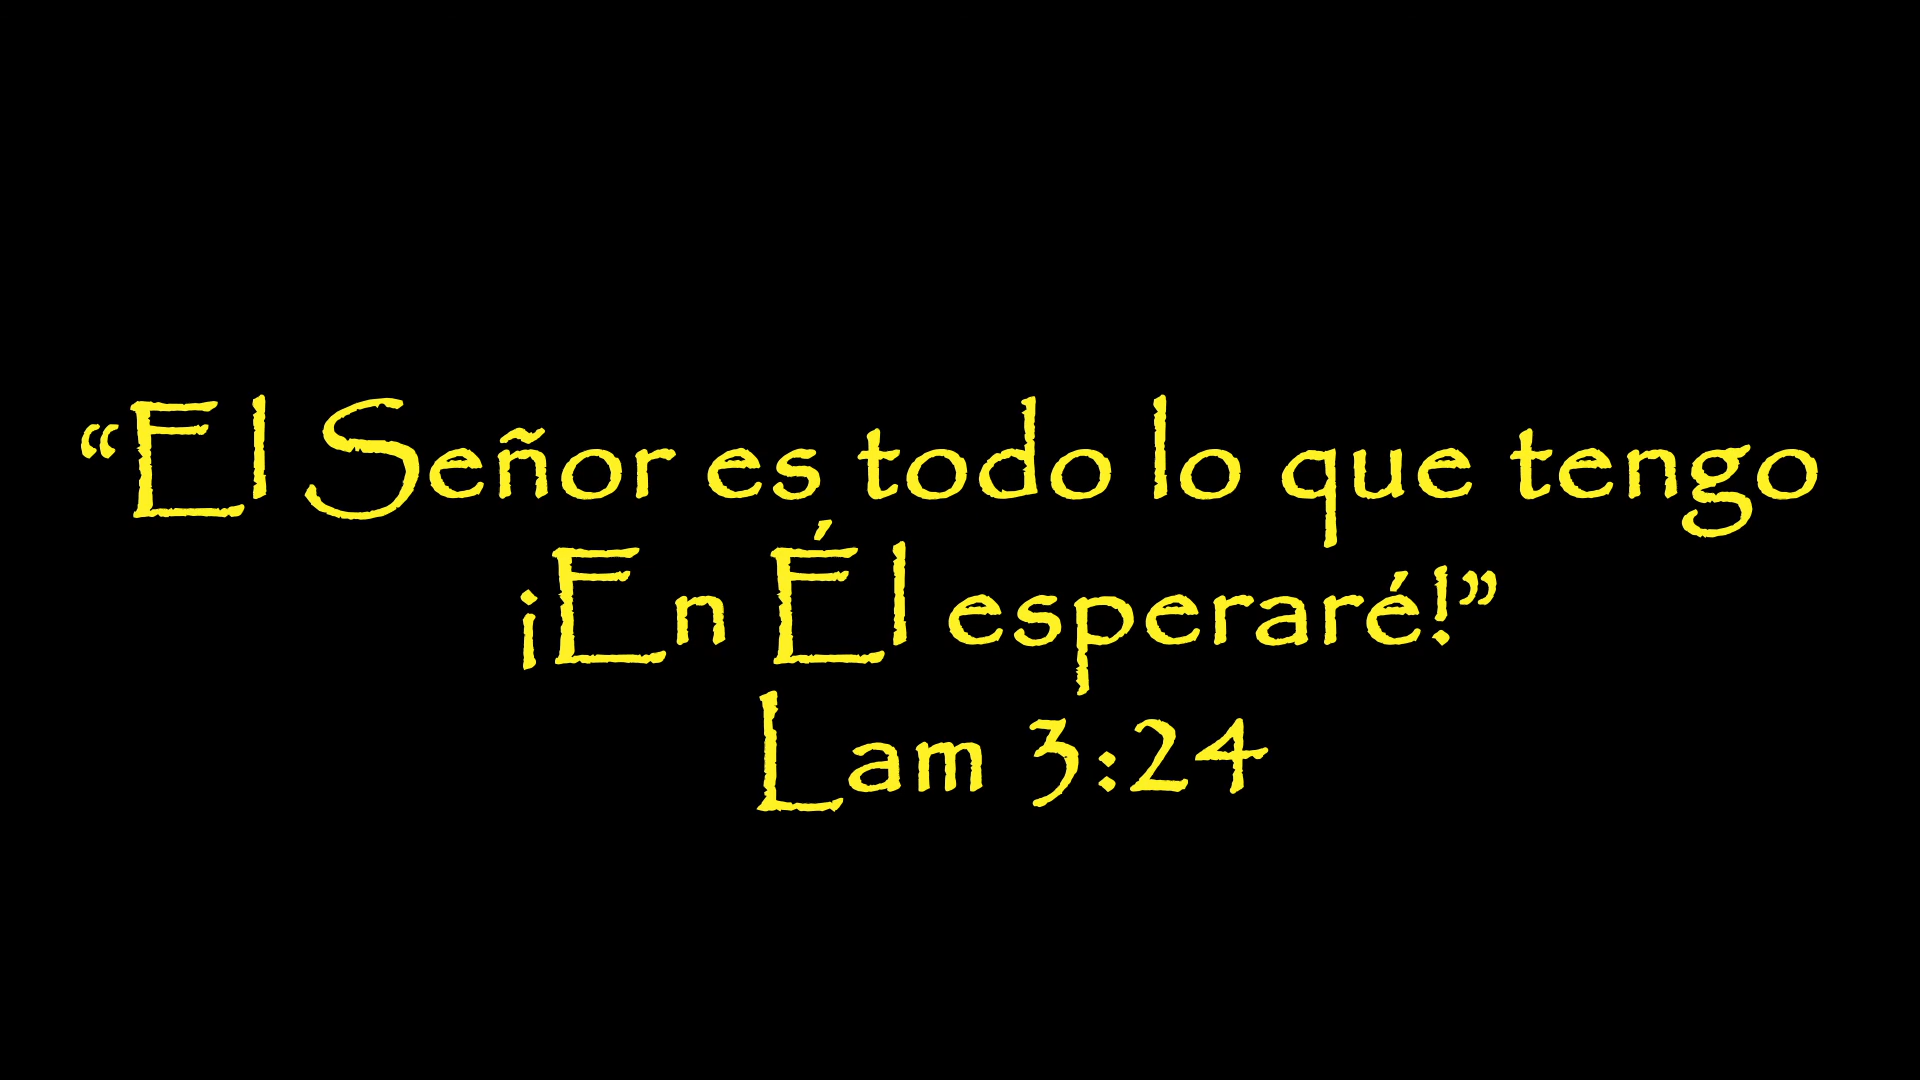 “El Señor es todo lo que tengo
¡En Él esperaré!”
Lam 3:24